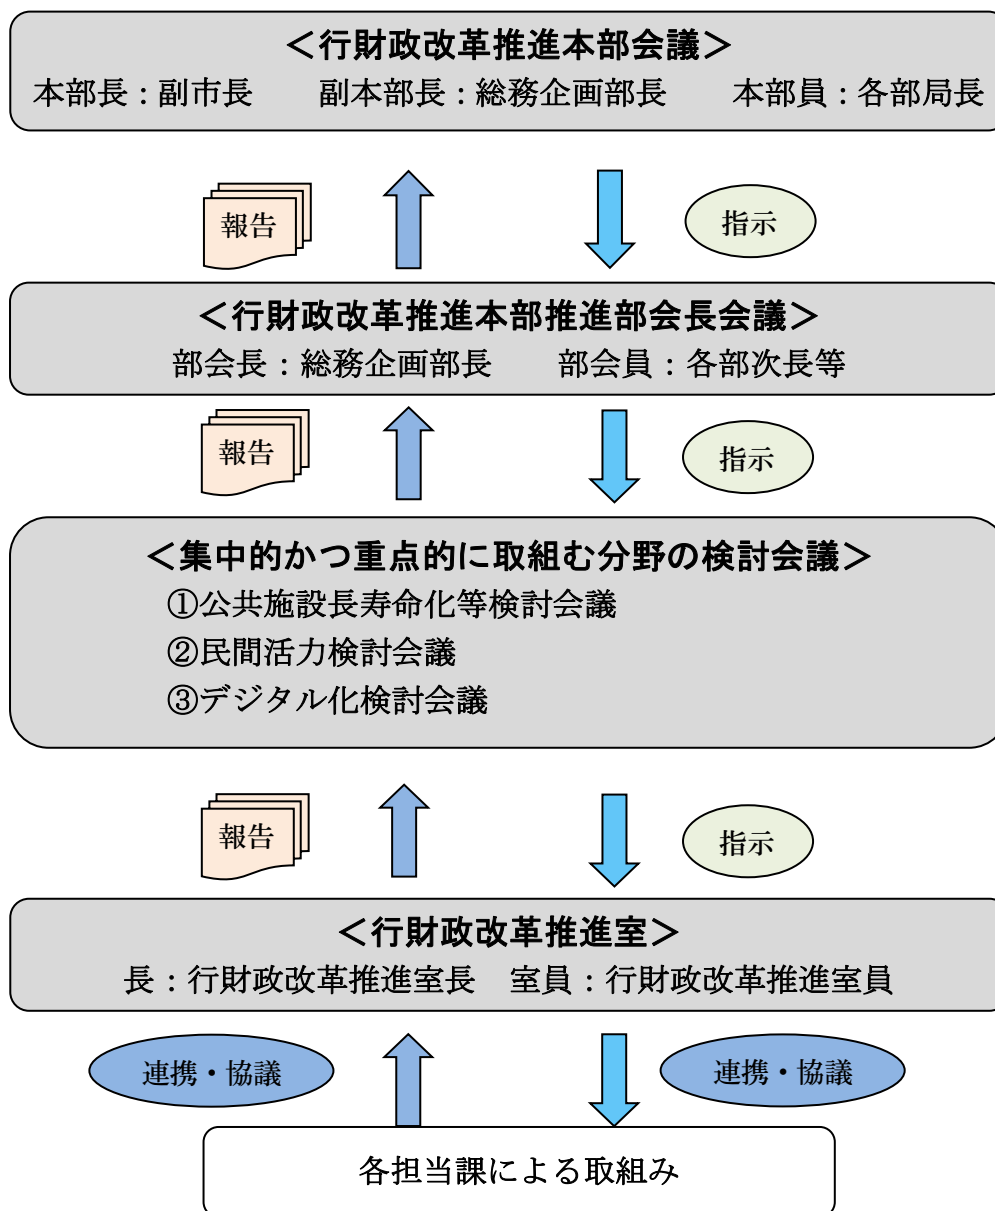 ＜行財政改革推進本部会議＞
本部長：副市長　　副本部長：総務企画部長　　本部員：各部局長
報告
指示
＜行財政改革推進本部推進部会長会議＞
部会長：総務企画部長　　部会員：各部次長等
報告
指示
＜集中的かつ重点的に取組む分野の検討会議＞
①公共施設長寿命化等検討会議
②民間活力検討会議
③デジタル化検討会議
報告
指示
＜行財政改革推進室＞
長：行財政改革推進室長　室員：行財政改革推進室員
連携・協議
連携・協議
各担当課による取組み